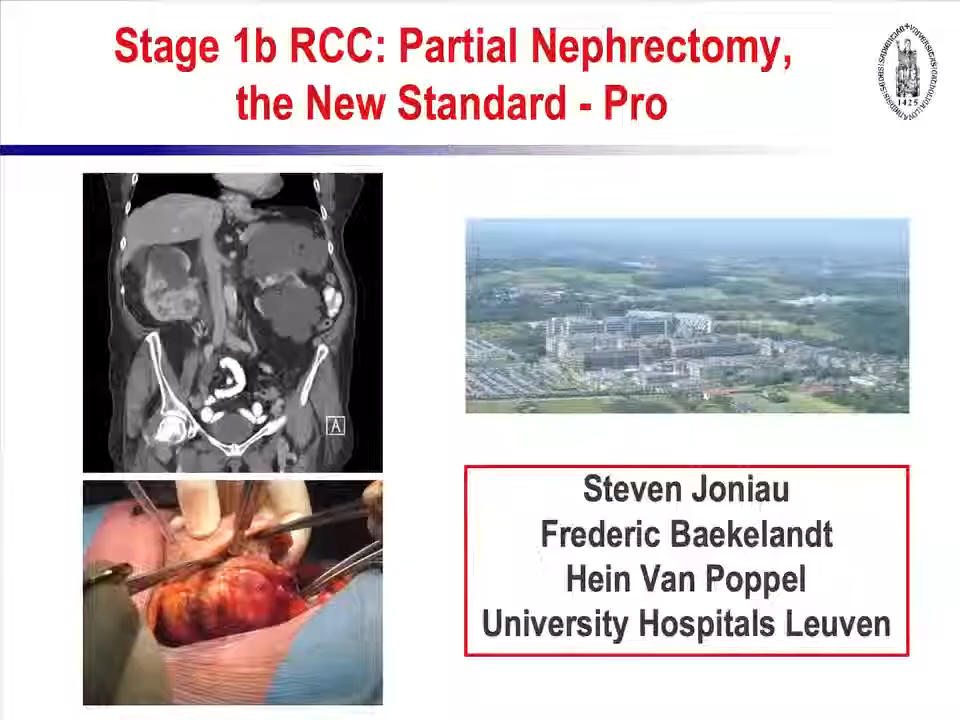 Stage 1b RCC: Partial Nephrectomy,
the New Standard - Pro
A
Steven Joniau
Frederic Baekelandt
Hein Van Poppel
University Hospitals Leuven
1425